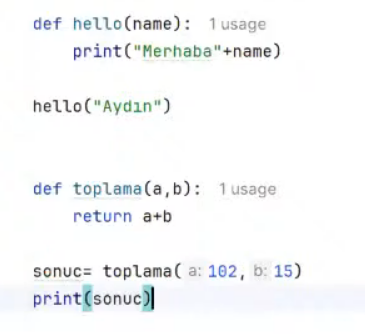 def hello(name): 1 usage
print("Merhaba"+name)
hello("Aydın")
def toplama(a,b): 1 usage
return a+b
sonuc= toplama( a: 102, b: 15)
print(sonuc)